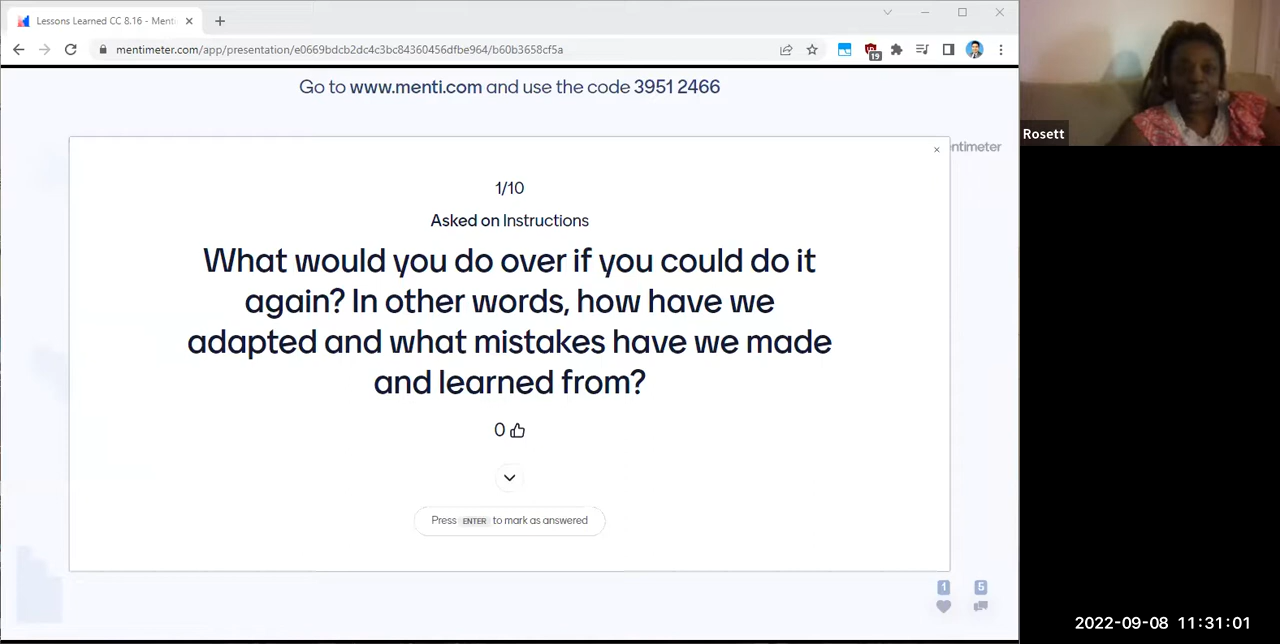 Lessons Learned CC 8.16 - Menti
mentimeter.com/app/presentation/e0669bdcb2dc4c3bc84360456dfbe964/b60b3658cf5a
19
Go to www.menti.com and use the code 3951 2466
ntimeter
1/10
Asked on Instructions
What would you do over if you could do it
again? In other words, how have we
adapted and what mistakes have we made
and learned from?
0
Press ENTER to mark as answered
1 5
Rosett
2022-09-08 11:31:01